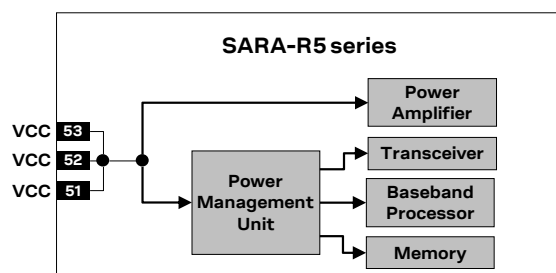 SARA-R5 series
Power
Amplifier
VCC 53
VCC 52
VCC 51
Transceiver
Power
Management
Unit
Baseband
Processor
Memory